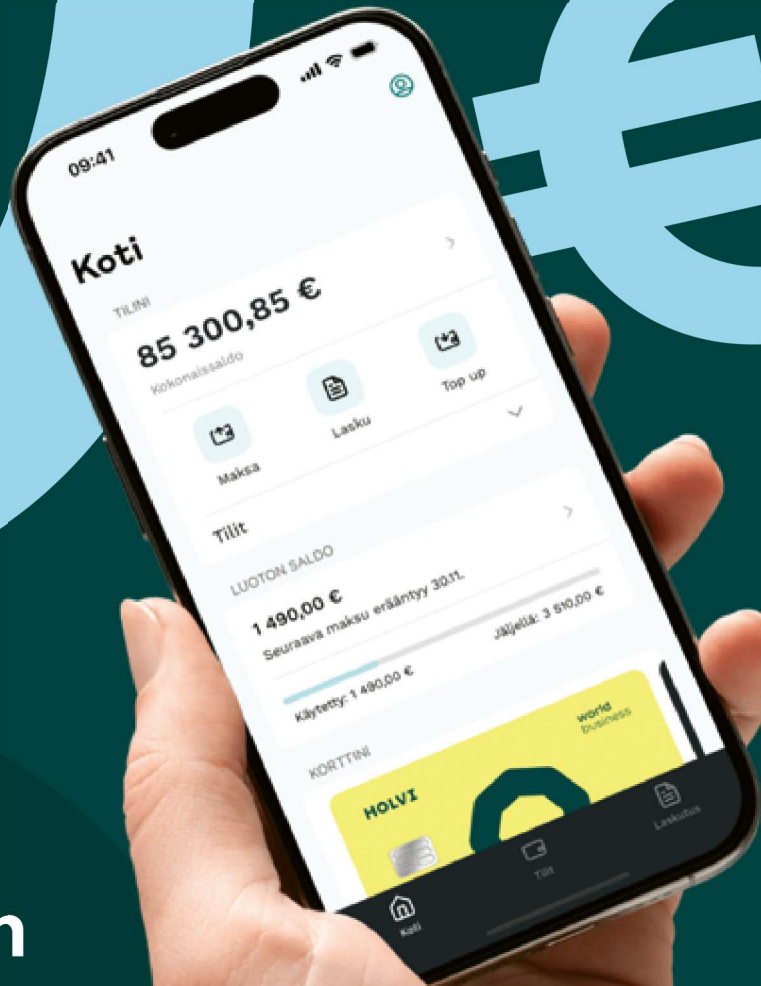 €
09:41
Koti
TILINI
85 300,85 €
Kokonaissaldo
Maksa
Lasku
Top up
Tilit
LUOTON SALDO
1 490,00 €
Seuraava maksu erääntyy 30.11.
Käytetty: 1 490,00 €
Jäljellä: 3 510,00 €
KORTTINI
HOLVI
world
business
Koti
Tilit
Laskutus
n